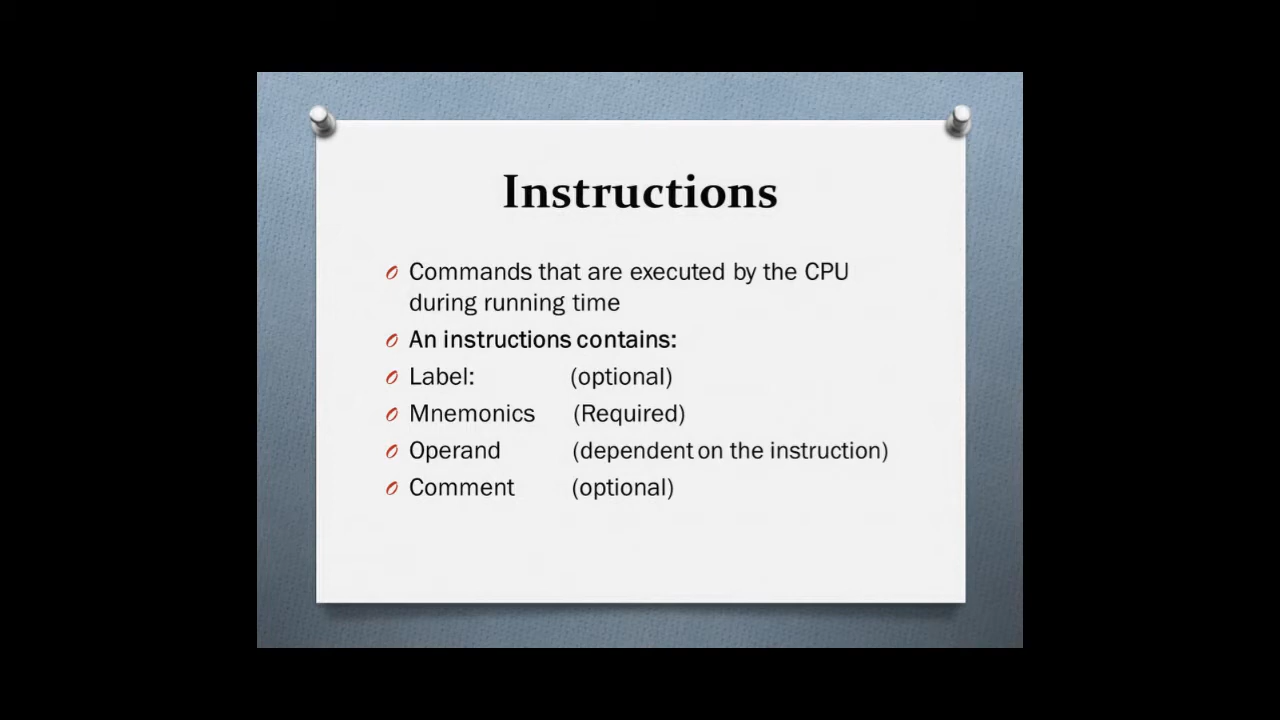 Instructions
Commands that are executed by the CPU
during running time
An instructions contains:
Label: (optional)
Mnemonics (Required)
Operand (dependent on the instruction)
Comment (optional)